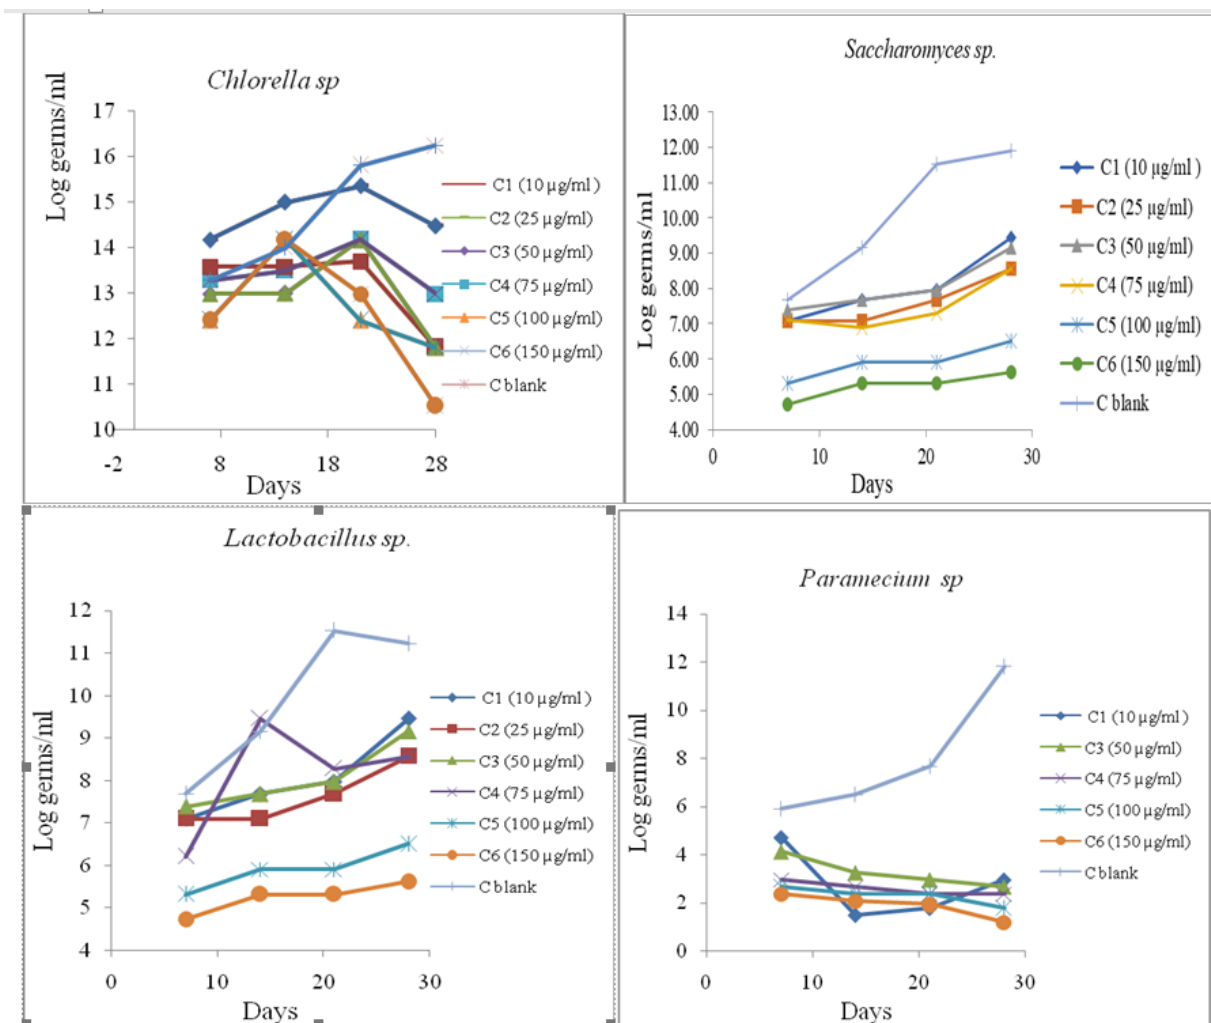 Chlorella sp
Log germs/ml
17
16
15
14
13
12
11
10
-2
8
18
28
Days
C1 (10 µg/ml )
C2 (25 µg/ml)
C3 (50 µg/ml)
C4 (75 µg/ml)
C5 (100 µg/ml)
C6 (150 µg/ml)
C blank
Saccharomyces sp.
Log germs/ml
13.00
12.00
11.00
10.00
9.00
8.00
7.00
6.00
5.00
4.00
0
10
20
30
Days
C1 (10 µg/ml )
C2 (25 µg/ml)
C3 (50 µg/ml)
C4 (75 µg/ml)
C5 (100 µg/ml)
C6 (150 µg/ml)
C blank
Lactobacillus sp.
Log germs/ml
12
11
10
9
8
7
6
5
4
0
10
20
30
Days
C1 (10 µg/ml )
C2 (25 µg/ml)
C3 (50 µg/ml)
C4 (75 µg/ml)
C5 (100 µg/ml)
C6 (150 µg/ml)
C blank
Paramecium sp
Log germs/ml
14
12
10
8
6
4
2
0
0
10
20
30
Days
C1 (10 µg/ml )
C3 (50 µg/ml)
C4 (75 µg/ml)
C5 (100 µg/ml)
C6 (150 µg/ml)
C blank